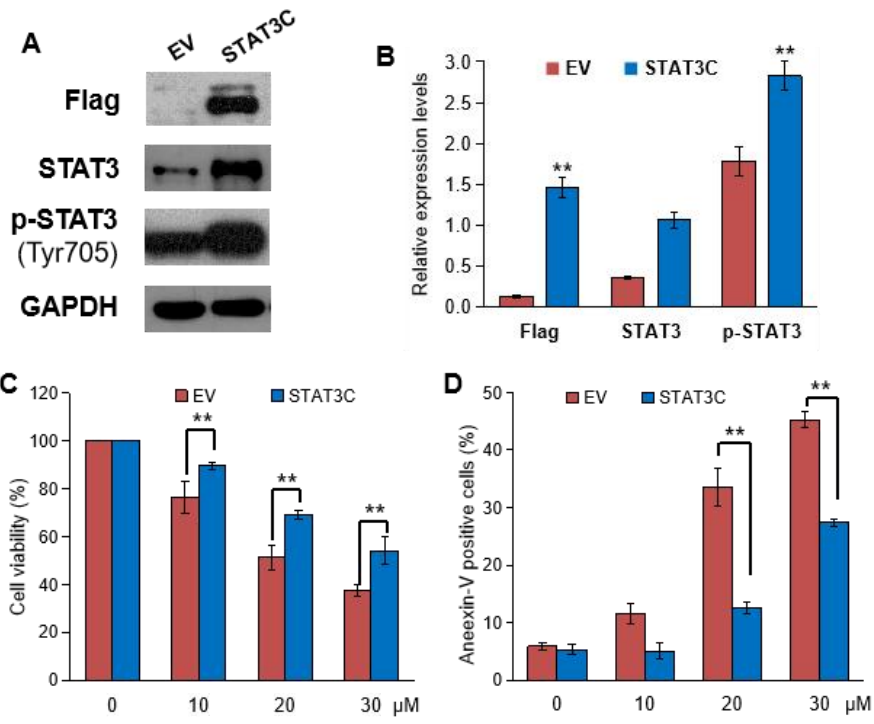 A
EV STAT3C
Flag
STAT3
p-STAT3
(Tyr705)
GAPDH
B
EV STAT3C
Relative expression levels
3.0
2.5
2.0
1.5
1.0
0.5
0.0
**
**
Flag STAT3 p-STAT3
C
EV STAT3C
Cell viability (%)
120
100
80
60
40
20
0
**
**
**
0 10 20 30 µM
D
EV STAT3C
Aneexin-V positive cells (%)
50
40
30
20
10
0
**
**
0 10 20 30 µM